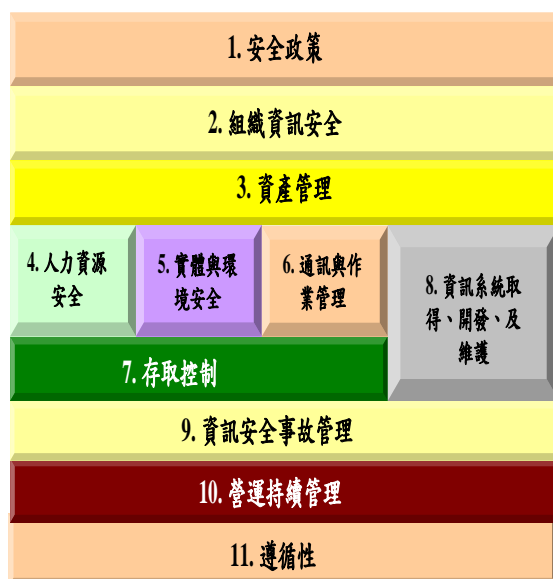 1. 安全政策
2. 組織資訊安全
3. 資產管理
4. 人力資源
安全
5. 實體與環
境安全
6. 通訊與作
業管理
8. 資訊系統取
得、開發、及
維護
7. 存取控制
9. 資訊安全事故管理
10. 營運持續管理
11. 遵循性